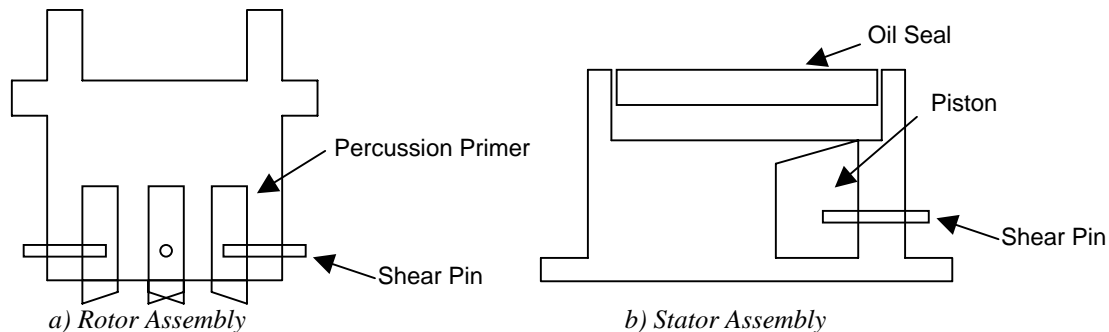 Oil Seal
Piston
Percussion Primer
Shear Pin
Shear Pin
a) Rotor Assembly
b) Stator Assembly